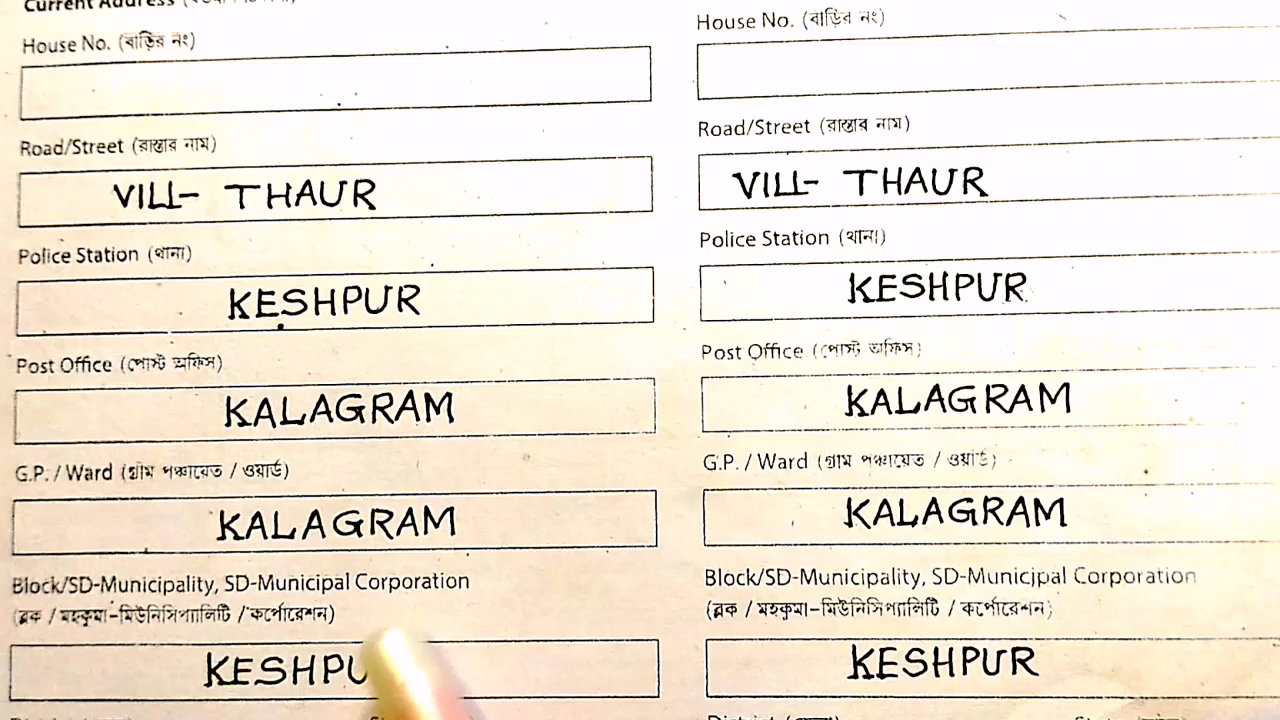 Current Address
House No. (বাড়ির নং)
Road/Street (রাস্তার নাম)
VILL- THAUR
Police Station (থানা)
KESHPUR
Post Office (পোস্ট অফিস)
KALAGRAM
G.P. / Ward (গ্রাম পঞ্চায়েত / ওয়ার্ড)
KALAGRAM
Block/SD-Municipality, SD-Municipal Corporation
(ব্লক / মহকুমা-মিউনিসিপ্যালিটি / কর্পোরেশন)
KESHPU
House No. (বাড়ির নং)
Road/Street (রাস্তার নাম)
VILL- THAUR
Police Station (থানা)
KESHPUR
Post Office (পোস্ট অফিস)
KALAGRAM
G.P. / Ward (গ্রাম পঞ্চায়েত / ওয়ার্ড)
KALAGRAM
Block/SD-Municipality, SD-Municipal Corporation
(ব্লক / মহকুমা-মিউনিসিপ্যালিটি / কর্পোরেশন)
KESHPUR